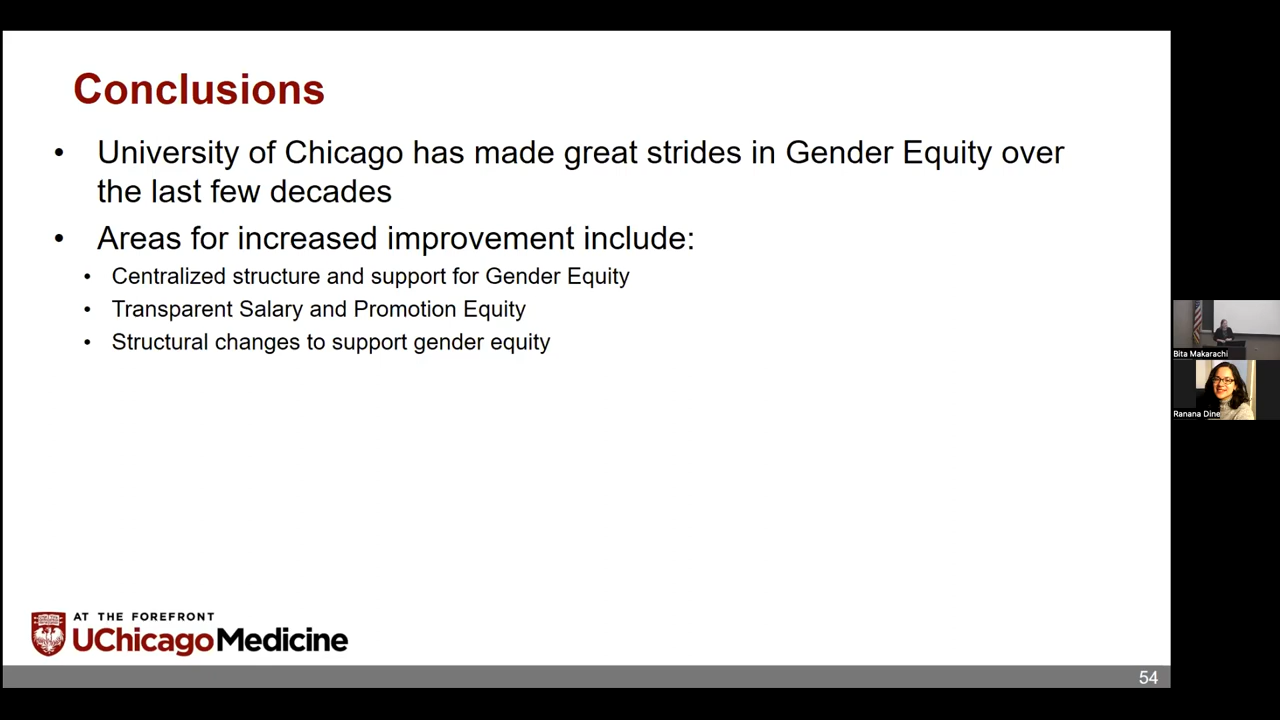 Conclusions
• University of Chicago has made great strides in Gender Equity over
the last few decades
• Areas for increased improvement include:
• Centralized structure and support for Gender Equity
• Transparent Salary and Promotion Equity
• Structural changes to support gender equity
Bita Makarachi
Ranana Dine
AT THE FOREFRONT
UChicago Medicine
54